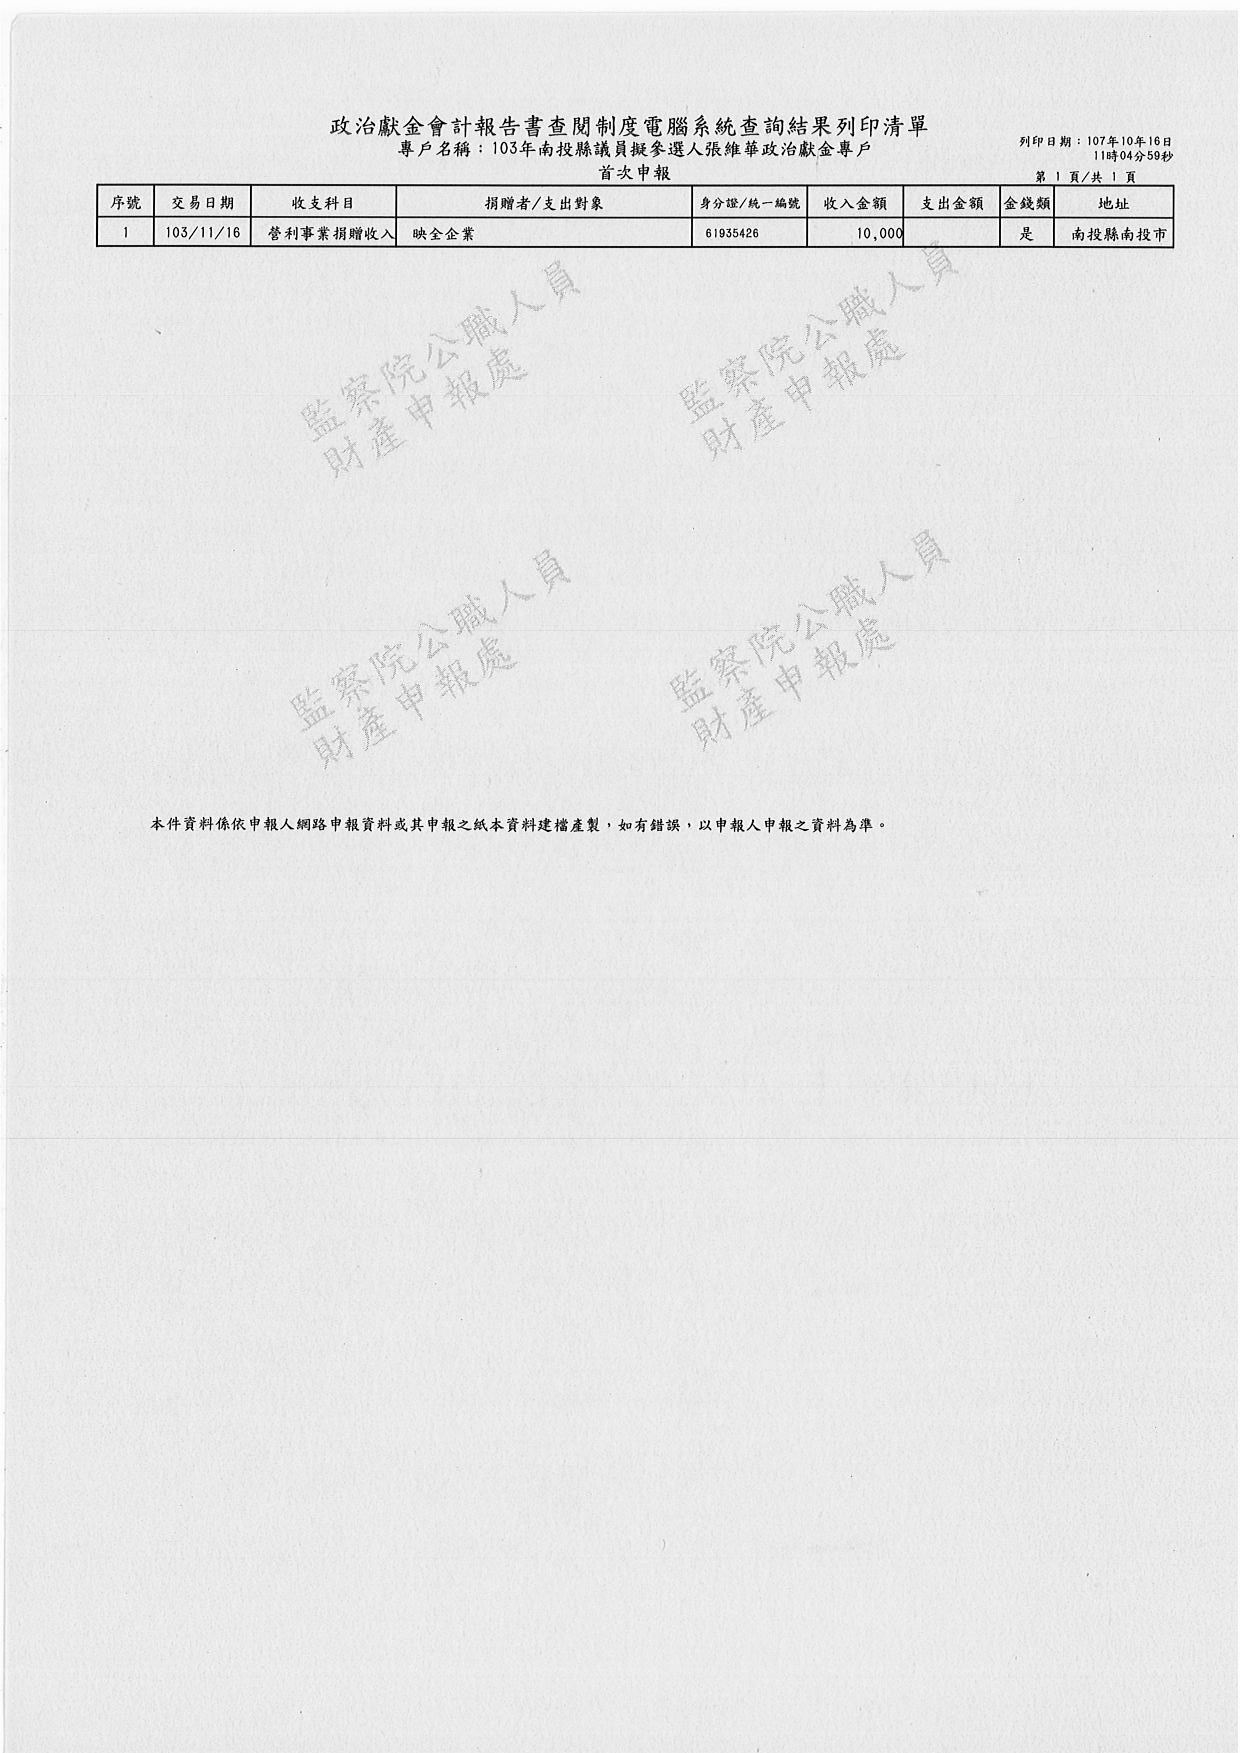 政治獻金會計報告書查閱制度電腦系統查詢結果列印清單
專戶名稱：103年南投縣議員擬參選人張維華政治獻金專戶
列印日期：107年10月16日
11時04分59秒
首次申報
第 1 頁/共 1 頁
序號 交易日期 收支科目 捐贈者/支出對象 身分證/統一編號 收入金額 支出金額 金錢類 地址
1 103/11/16 營利事業捐贈收入 映全企業 61935426 10,000 是 南投縣南投市
監察院公職人員
財產申報處
監察院公職人員
財產申報處
監察院公職人員
財產申報處
監察院公職人員
財產申報處
本件資料係依申報人網路申報資料或其申報之紙本資料建檔產製，如有錯誤，以申報人申報之資料為準。